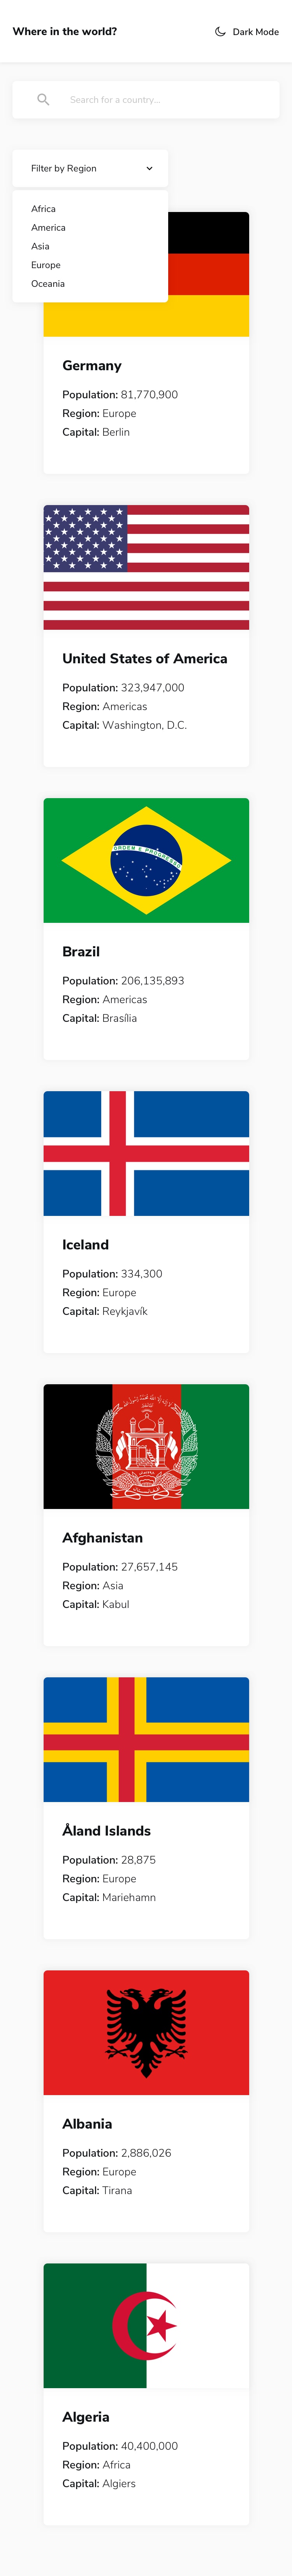 Where in the world?
Dark Mode
Search for a country...
Filter by Region
Africa
America
Asia
Europe
Oceania
Germany
Population: 81,770,900
Region: Europe
Capital: Berlin
United States of America
Population: 323,947,000
Region: Americas
Capital: Washington, D.C.
ORDEM E PROGRESSO
Brazil
Population: 206,135,893
Region: Americas
Capital: Brasília
Iceland
Population: 334,300
Region: Europe
Capital: Reykjavík
Afghanistan
Population: 27,657,145
Region: Asia
Capital: Kabul
Åland Islands
Population: 28,875
Region: Europe
Capital: Mariehamn
Albania
Population: 2,886,026
Region: Europe
Capital: Tirana
Algeria
Population: 40,400,000
Region: Africa
Capital: Algiers